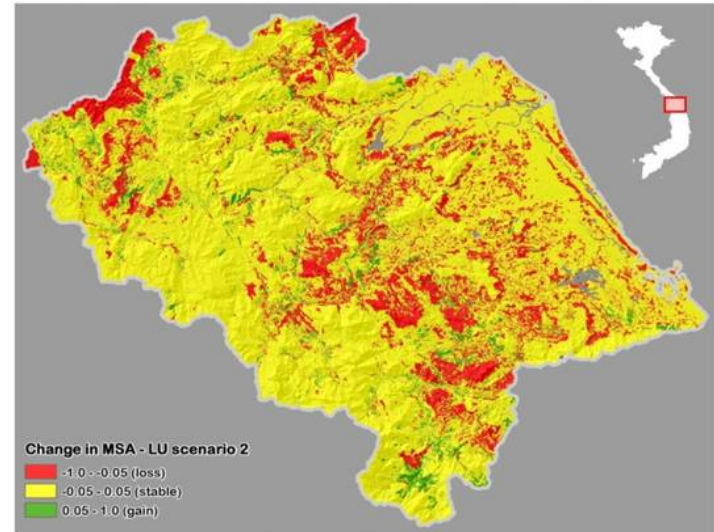 Change in MSA - LU scenario 2
-1.0 - -0.05 (loss)
-0.05 - 0.05 (stable)
0.05 - 1.0 (gain)